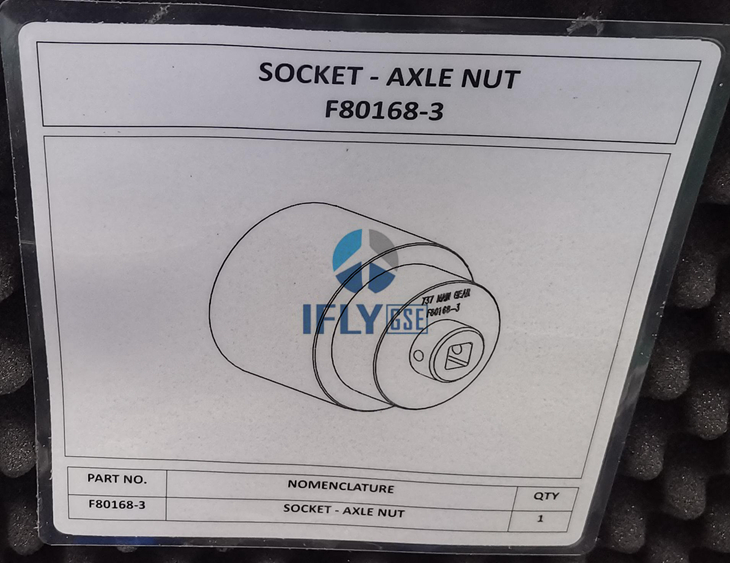 SOCKET - AXLE NUT
F80168-3
737 MAIN GEAR
F80168-3
IFLY GSE
PART NO.
NOMENCLATURE
QTY
F80168-3
SOCKET - AXLE NUT
1